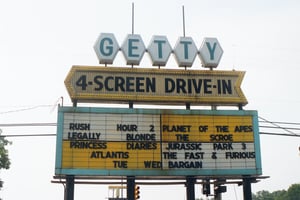 GETTY
4-SCREEN DRIVE-IN
RUSH HOUR 2
LEGALLY BLONDE
PRINCESS DIARIES
ATLANTIS
TUE WED
PLANET OF THE APES
THE SCROE
JURASSIC PARK 3
THE FAST & FURIOUS
BARGAIN